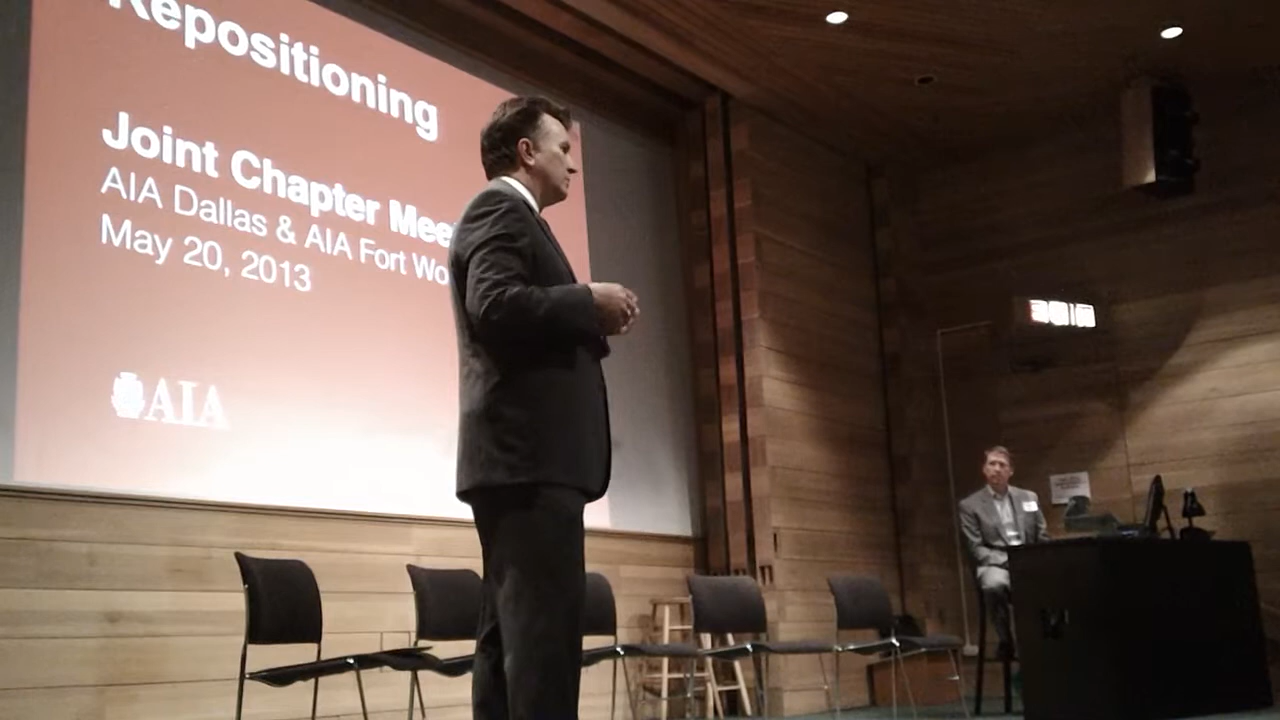 Repositioning
Joint Chapter Mee
AIA Dallas & AIA Fort Wo
May 20, 2013
AIA